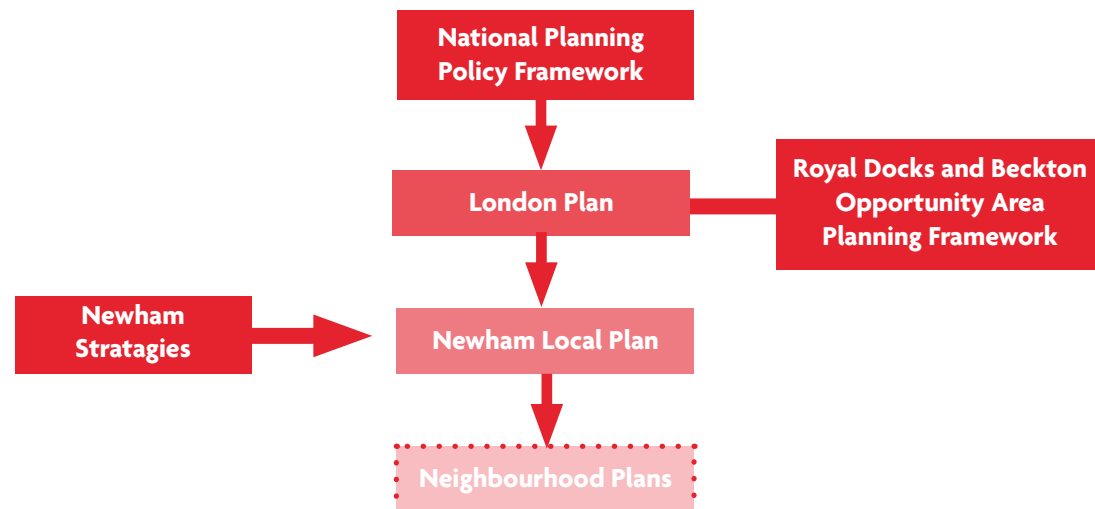 National Planning
Policy Framework
London Plan
Royal Docks and Beckton
Opportunity Area
Planning Framework
Newham
Stratagies
Newham Local Plan
Neighbourhood Plans